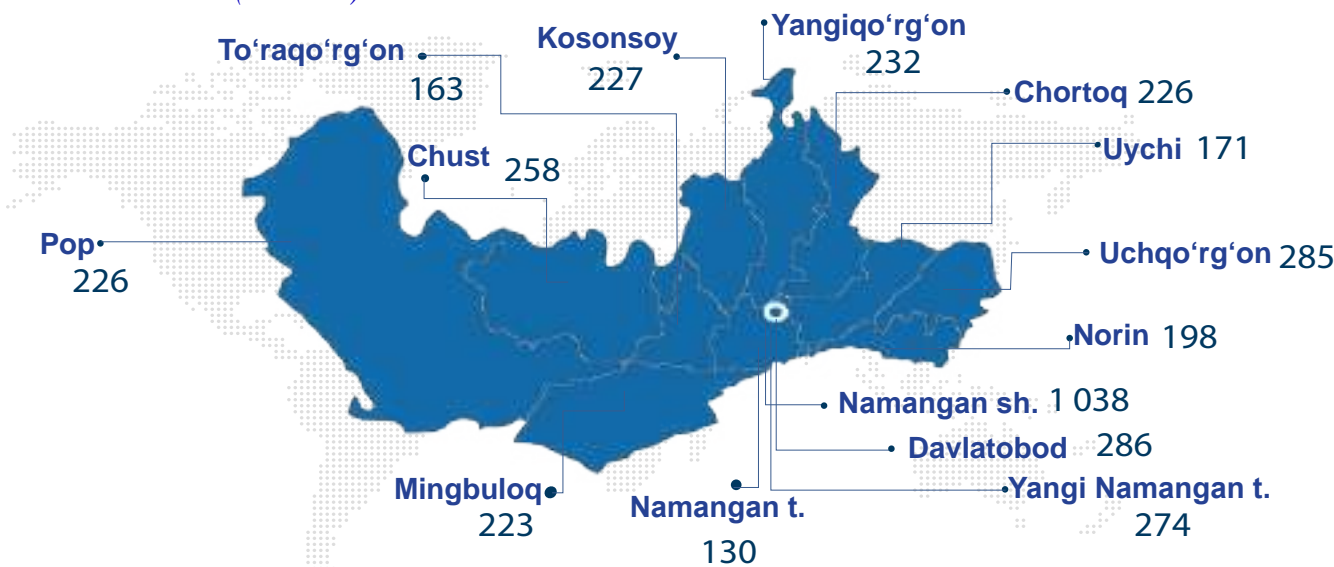 Yangiqo‘rg‘on
232
Kosonsoy
227
To‘raqo‘rg‘on
163
Chortoq 226
Uychi 171
Chust 258
Pop
226
Uchqo‘rg‘on 285
Norin 198
Namangan sh. 1 038
Davlatobod 286
Mingbuloq
223
Namangan t.
130
Yangi Namangan t.
274